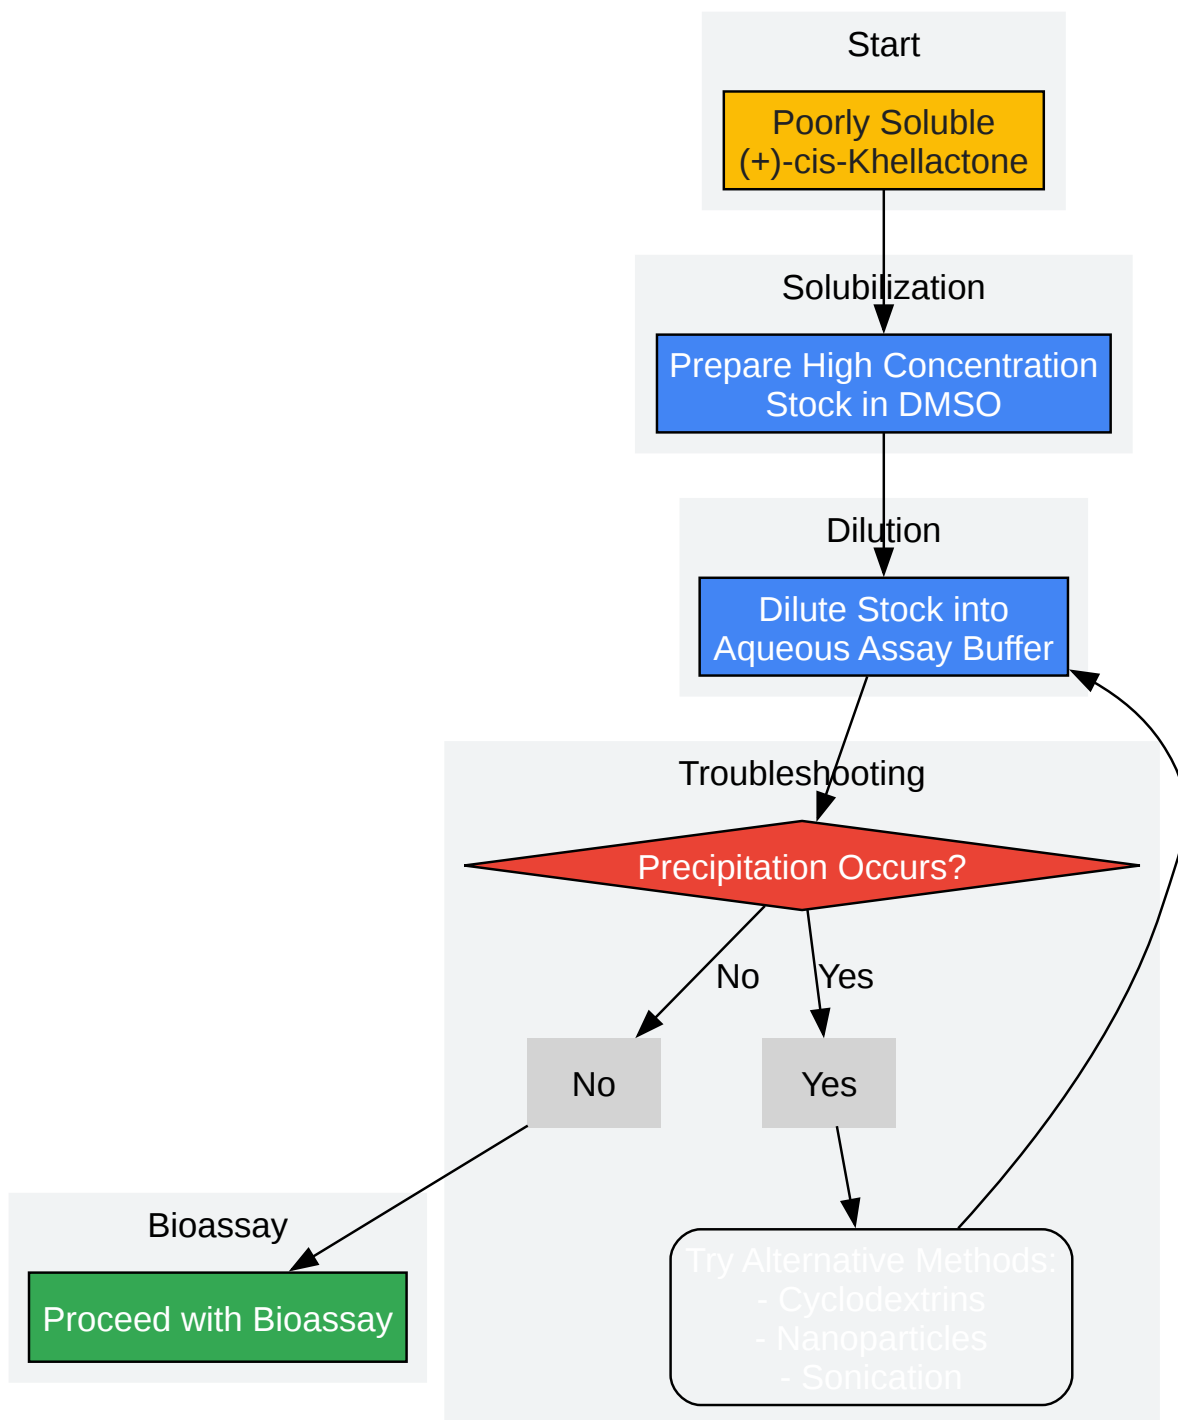 Start
Poorly Soluble
(+)-cis-Khellactone
Solubilization
Prepare High Concentration
Stock in DMSO
Dilution
Dilute Stock into
Aqueous Assay Buffer
Troubleshooting
Precipitation Occurs?
No
Yes
No
Yes
Bioassay
Proceed with Bioassay
Try Alternative Methods:
- Cyclodextrins
- Nanoparticles
- Sonication